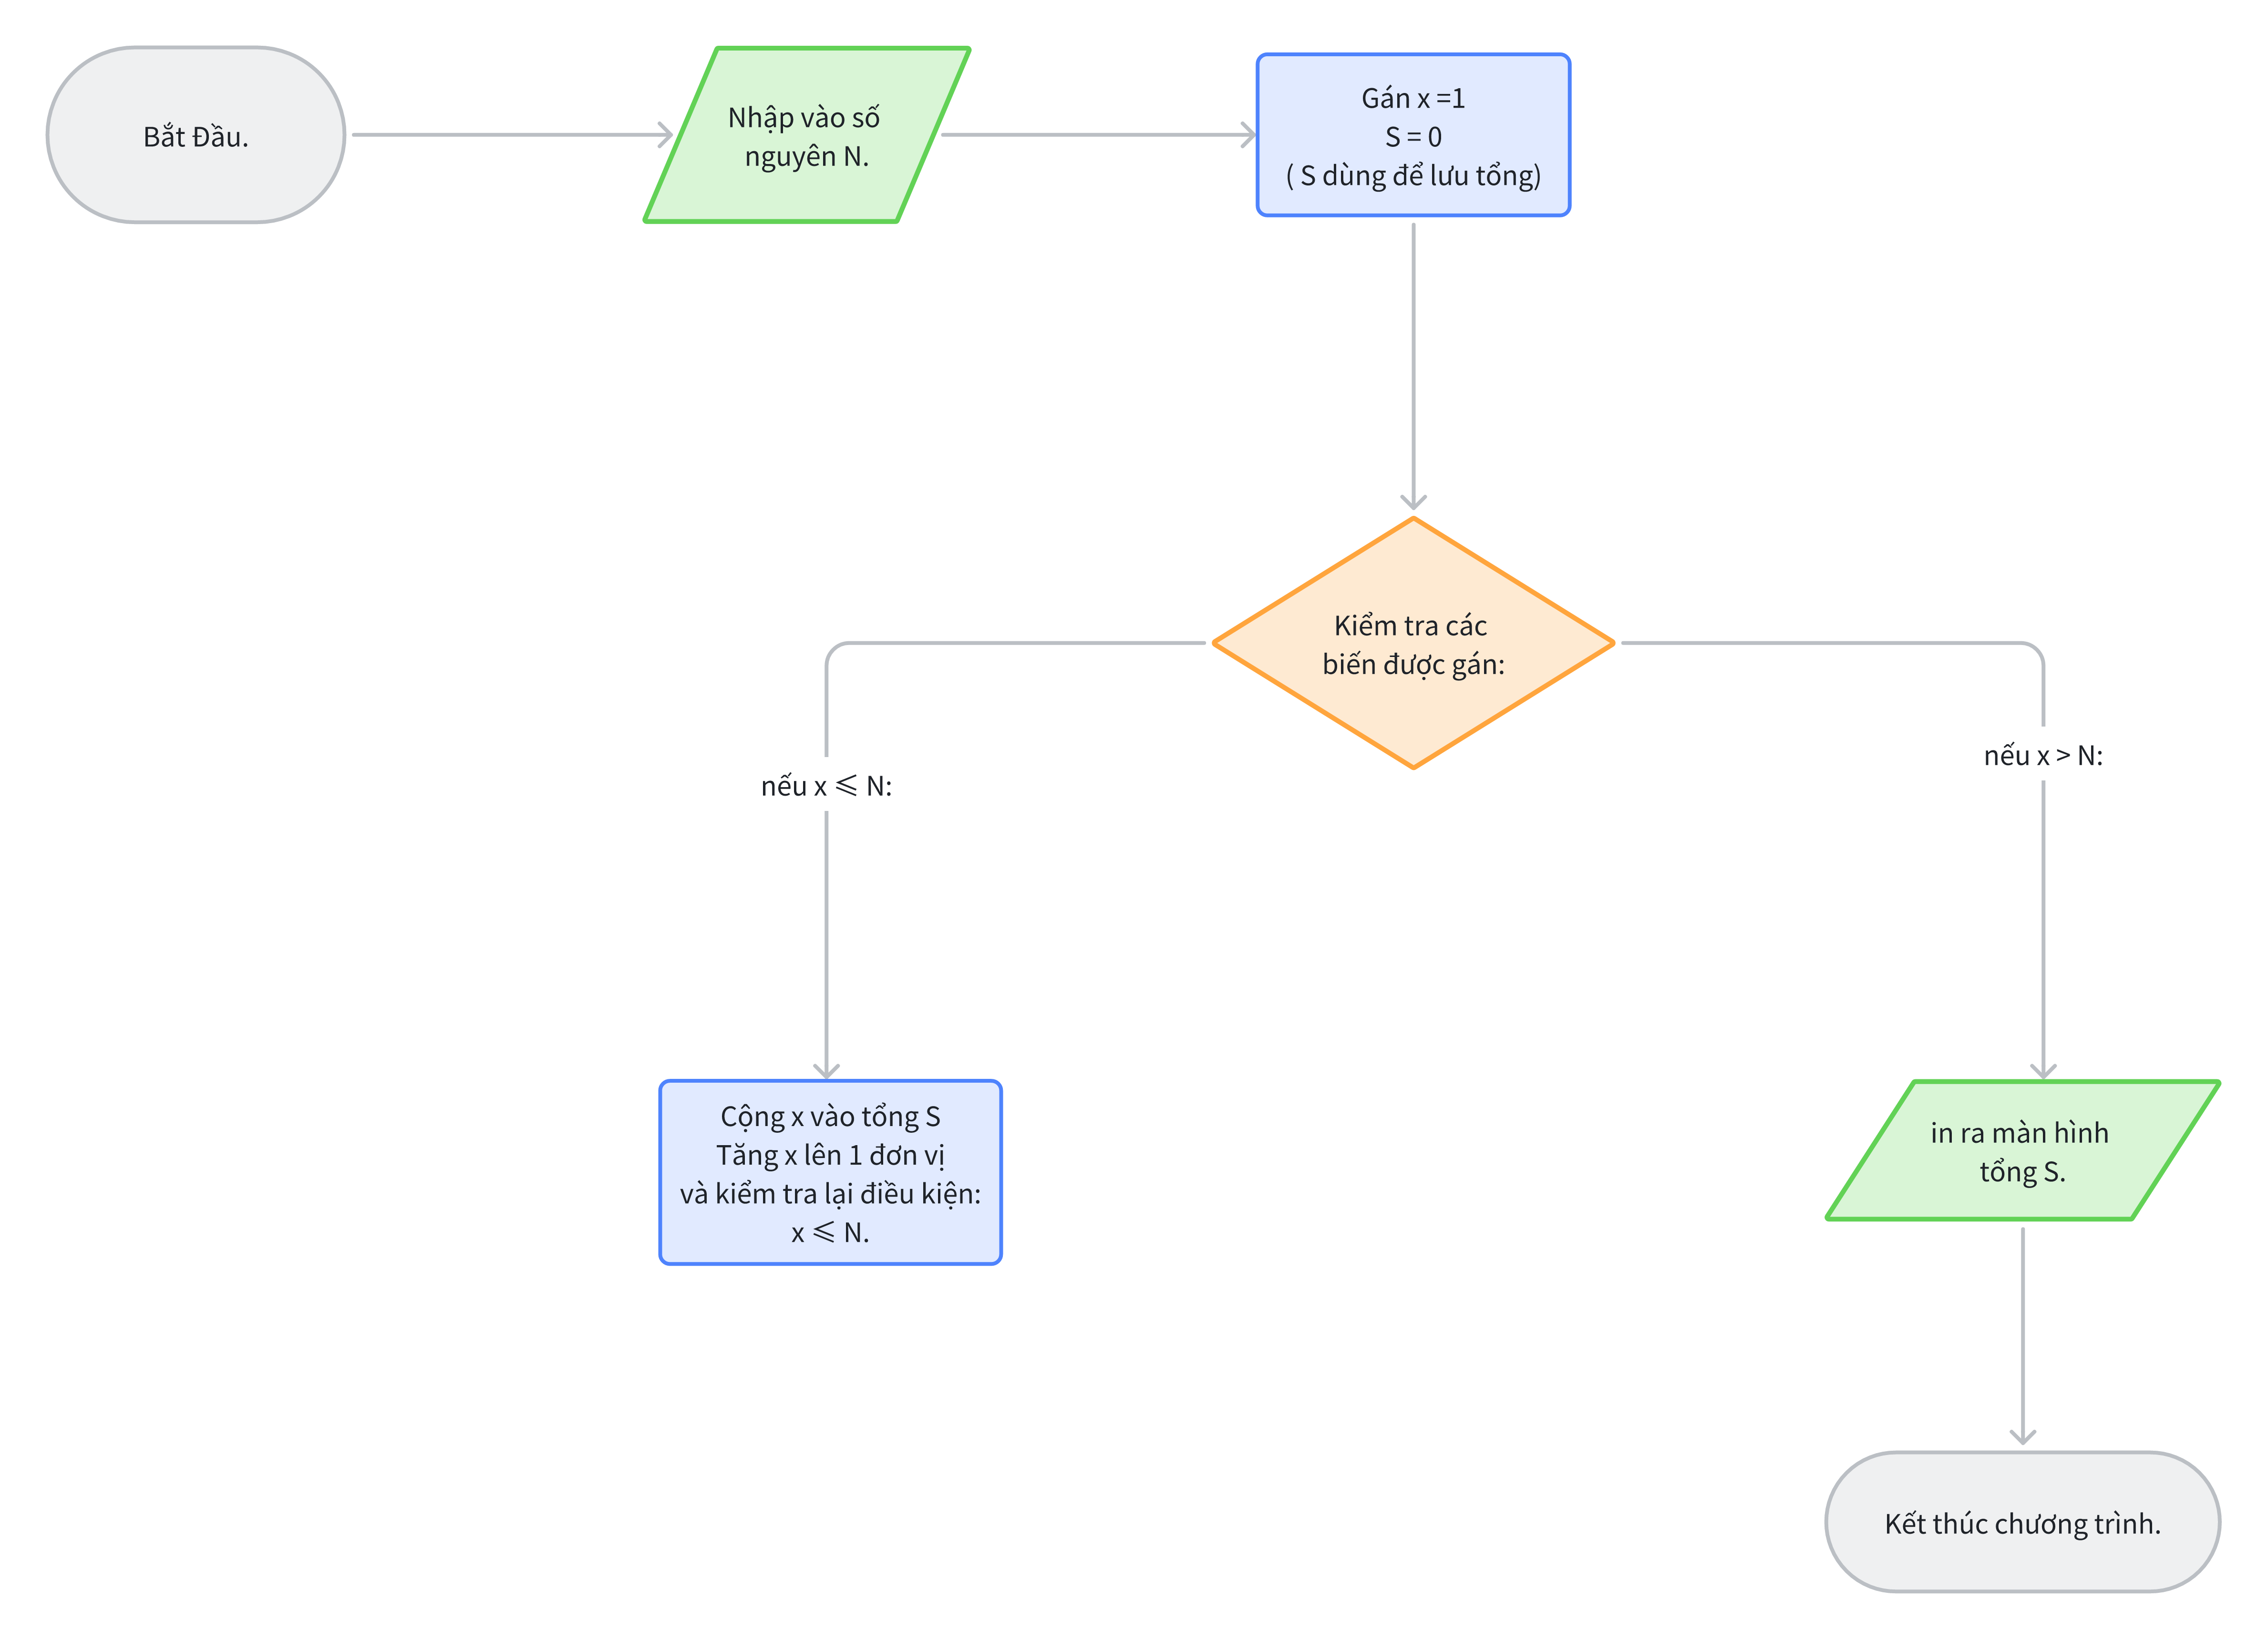 Bắt Đầu.
Nhập vào số
nguyên N.
Gán x =1
S = 0
( S dùng để lưu tổng)
Kiểm tra các
biến được gán:
nếu x ⩽ N:
nếu x > N:
Cộng x vào tổng S
Tăng x lên 1 đơn vị
và kiểm tra lại điều kiện:
x ⩽ N.
in ra màn hình
tổng S.
Kết thúc chương trình.